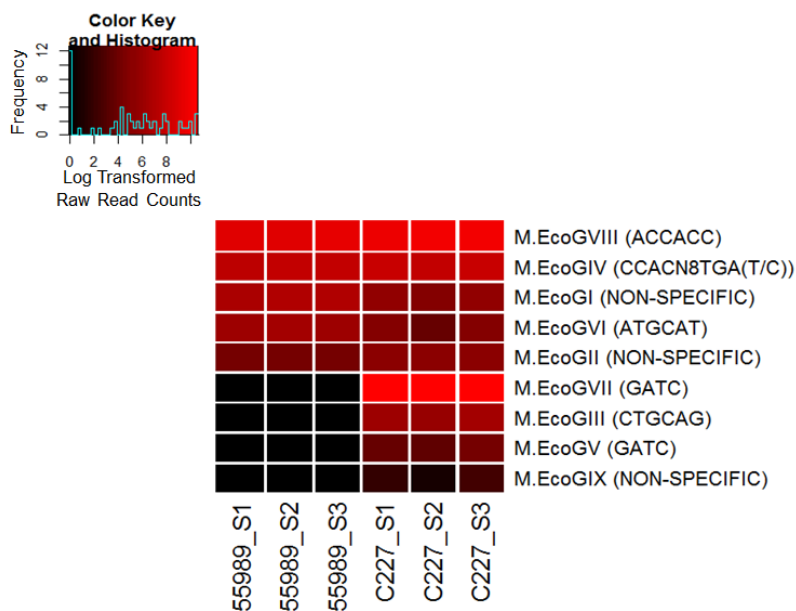 Color Key
and Histogram
Frequency
12
8
4
0
0 2 4 6 8
Log Transformed
Raw Read Counts
M.EcoGVIII (ACCACC)
M.EcoGIV (CCACN8TGA(T/C))
M.EcoGI (NON-SPECIFIC)
M.EcoGVI (ATGCAT)
M.EcoGII (NON-SPECIFIC)
M.EcoGVII (GATC)
M.EcoGIII (CTGCAG)
M.EcoGV (GATC)
M.EcoGIX (NON-SPECIFIC)
55989_S1
55989_S2
55989_S3
C227_S1
C227_S2
C227_S3